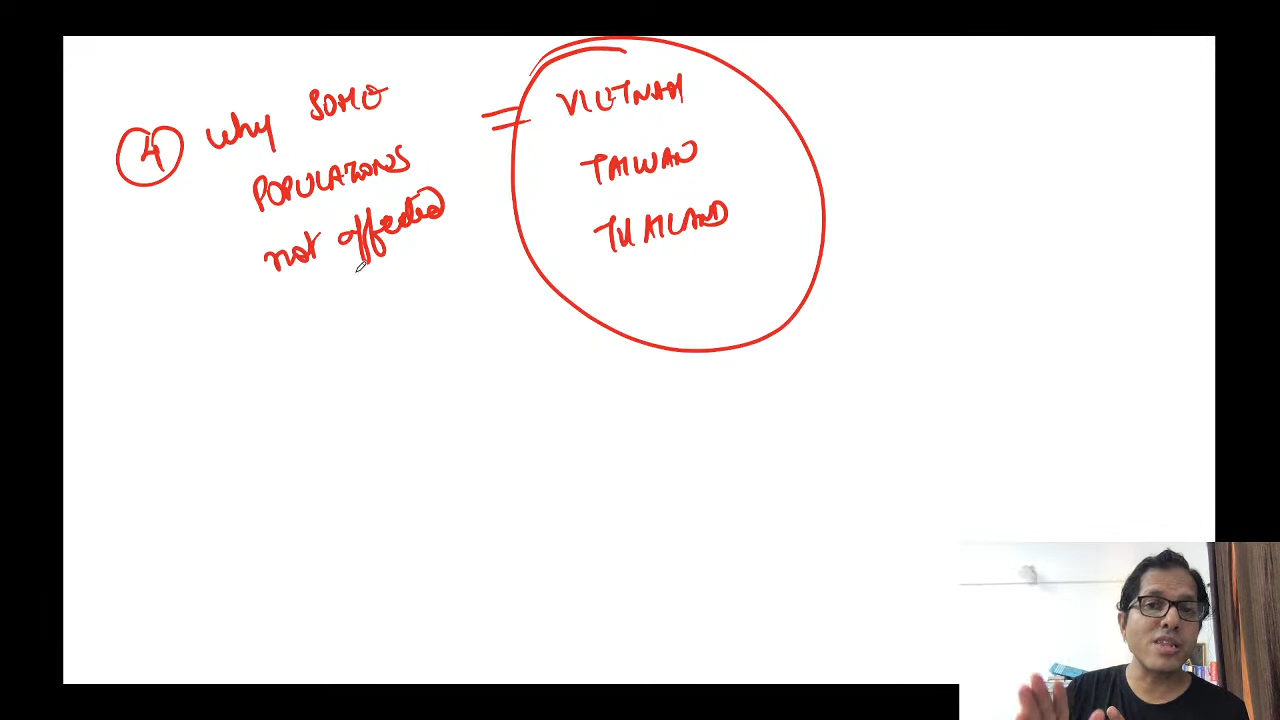 4 Why SOME
POPULATIONS
not affected
= VIETNAM
TAIWAN
THAILAND